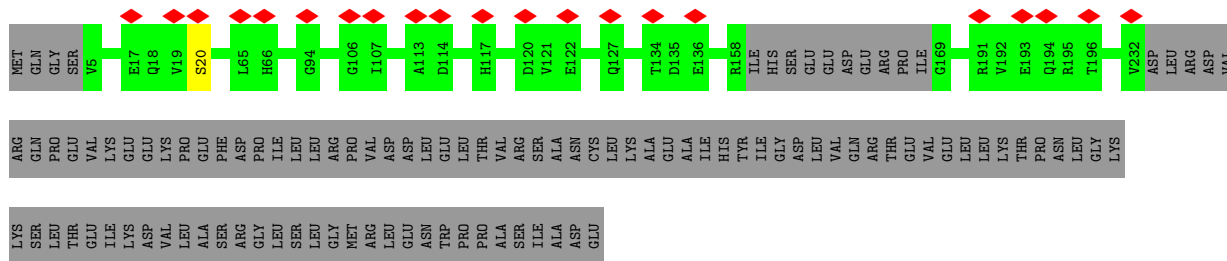 MET GLN GLY SER V5 E17 Q18 V19 S20 L65 H66 G94 G106 I107 A113 D114 H117 D120 V121 E122 Q127 T134 D135 E136 R158 ILE HIS SER GLU GLU ASP GLU ARG PRO ILE G169 R191 V192 E193 Q194 R195 T196 V232 ASP LEU ARG ASP VAL
ARG GLN PRO GLU VAL LYS GLU GLU LYS PRO GLU PHE ASP PRO ILE LEU LEU ARG PRO VAL ASP ASP LEU GLU LEU THR VAL ARG SER ALA ASN CYS LEU LYS ALA GLU ALA ILE HIS TYR ILE GLY ASP LEU VAL GLN ARG THR GLU VAL GLU LEU LEU LYS THR PRO ASN LEU GLY LYS
LYS SER LEU THR GLU ILE LYS ASP VAL LEU ALA SER ARG GLY LEU SER LEU GLY MET ARG LEU GLU ASN TRP PRO PRO ALA SER ILE ALA ASP GLU